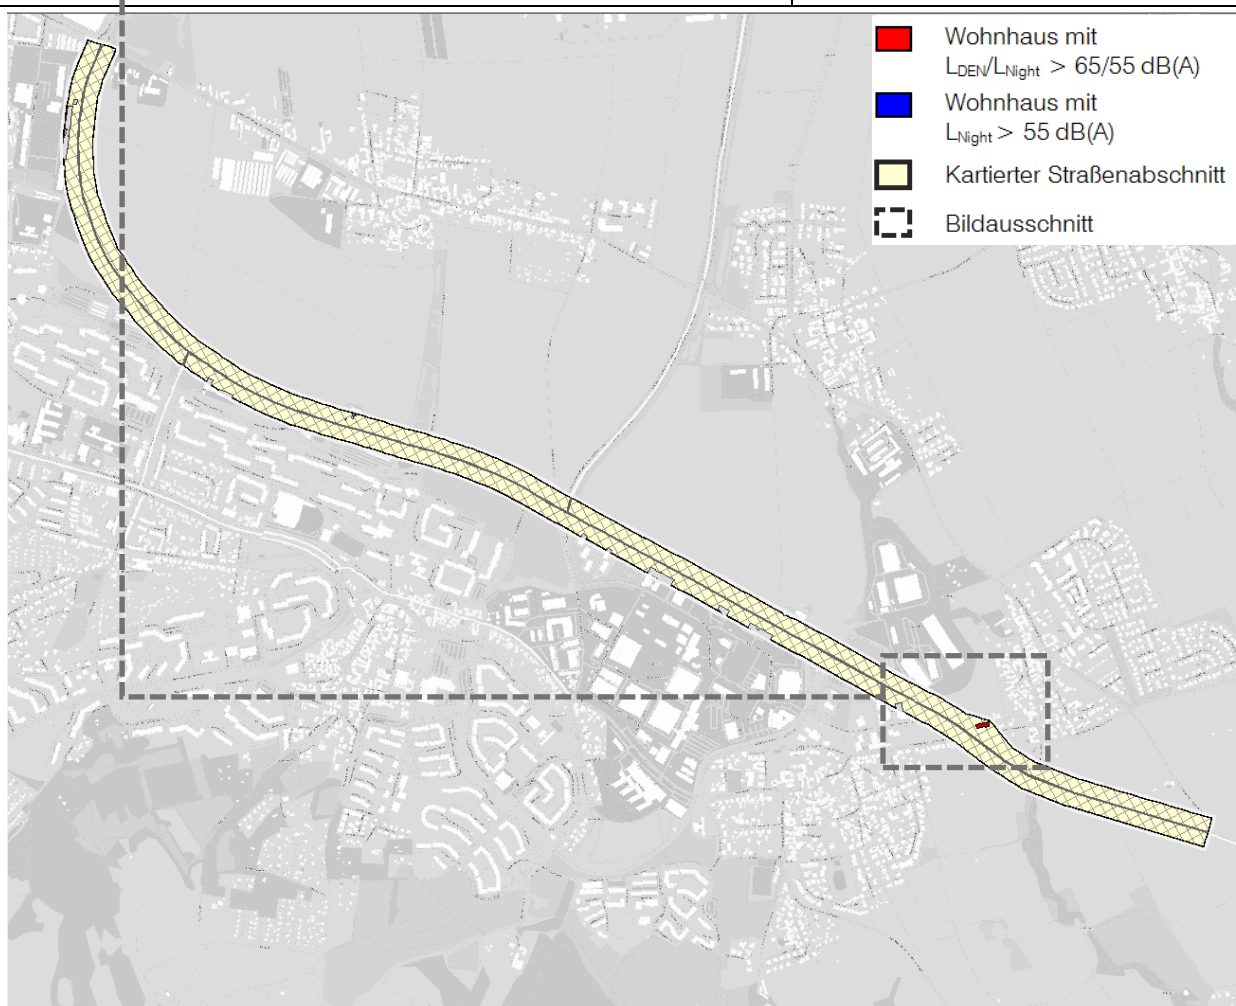 Wohnhaus mit
LDEN/LNight > 65/55 dB(A)
Wohnhaus mit
LNight > 55 dB(A)
Kartierter Straßenabschnitt
Bildausschnitt